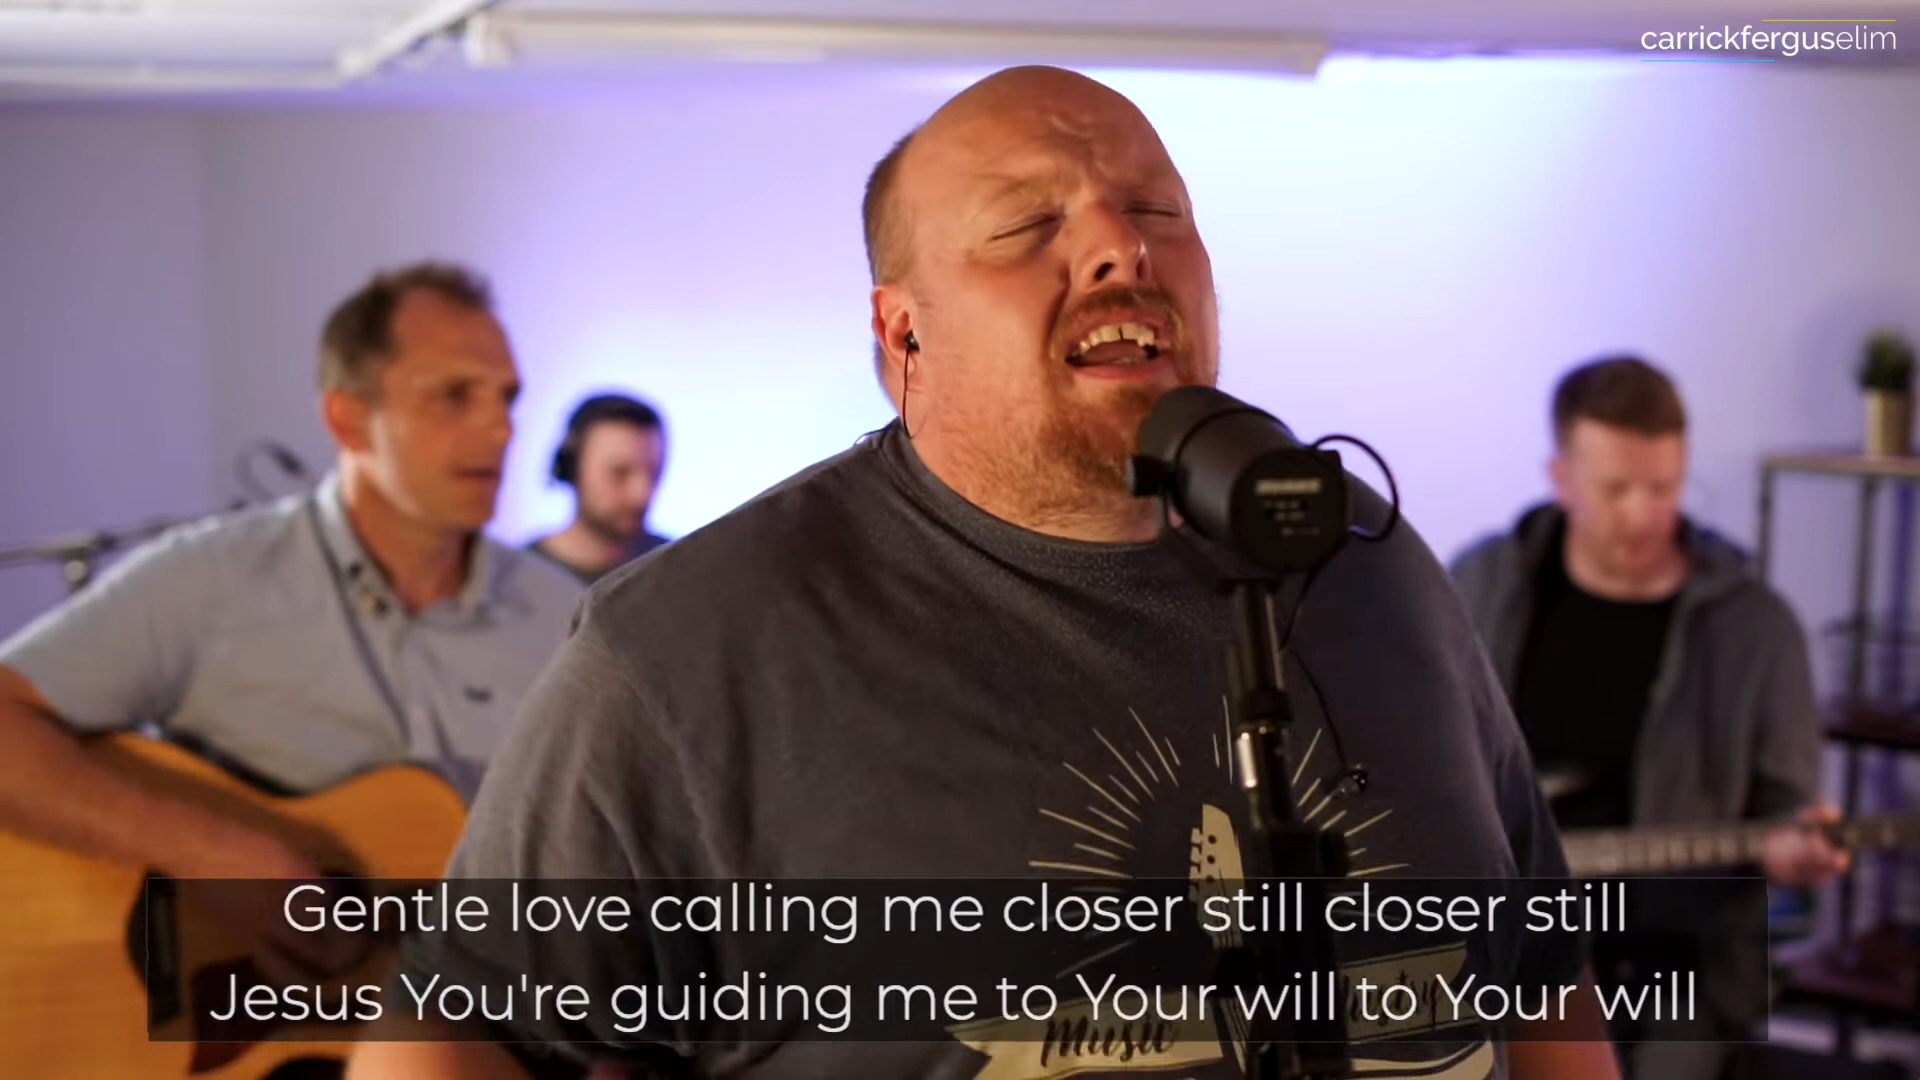 carrickferguselim
Gentle love calling me closer still closer still
Jesus You're guiding me to Your will to Your will
Music